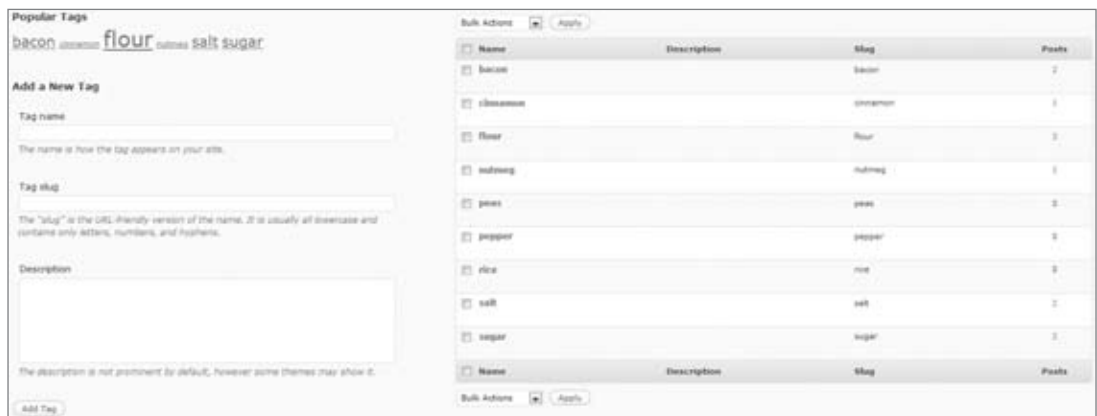 Popular Tags
bacon cinnamon flour nutmeg salt sugar
Add a New Tag
Tag name
The name is how the tag appears on your site.
Tag slug
The "slug" is the URL-friendly version of the name. It is usually all lowercase and
contains only letters, numbers, and hyphens.
Description
The description is not prominent by default, however some themes may show it.
Add Tag
Bulk Actions Apply
Name Description Slug Posts
bacon bacon
cinnamon cinnamon
flour flour
nutmeg nutmeg
peas peas
pepper pepper
rice rice
salt salt
sugar sugar
Name Description Slug Posts
Bulk Actions Apply